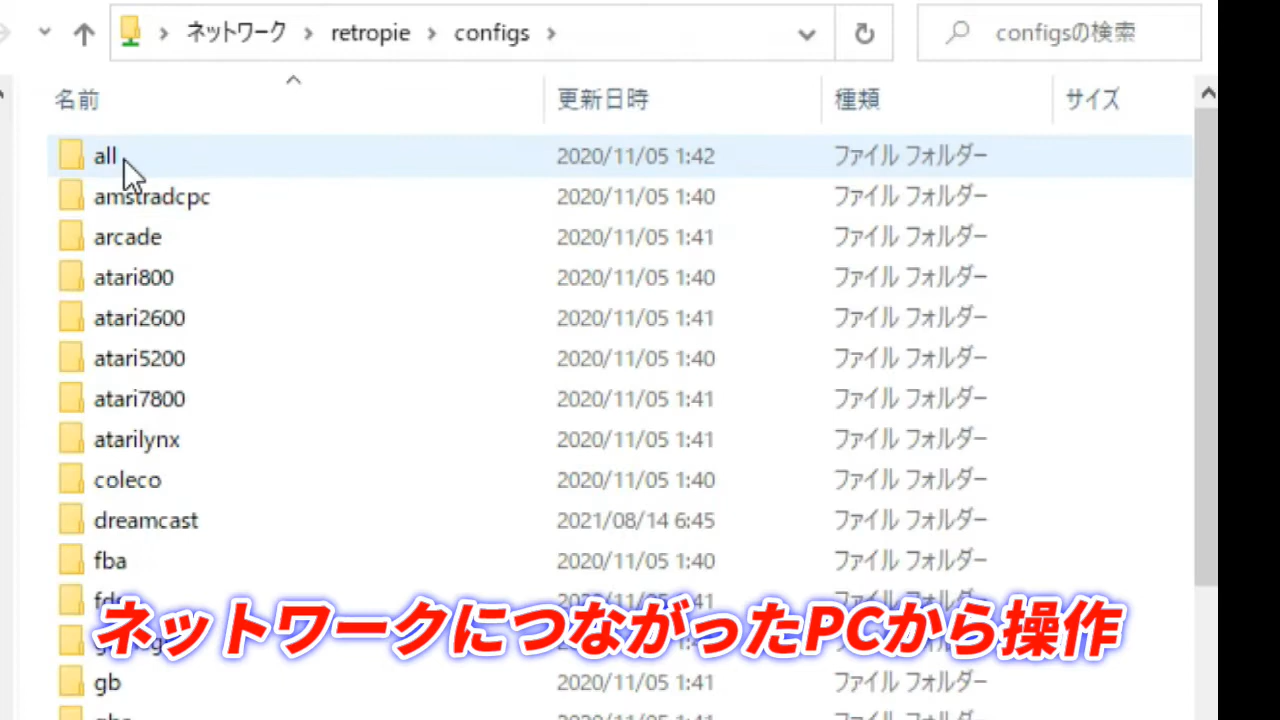 ネットワーク › retropie › configs ›
configsの検索
名前 更新日時 種類 サイズ
all 2020/11/05 1:42 ファイル フォルダー
amstradcpc 2020/11/05 1:40 ファイル フォルダー
arcade 2020/11/05 1:41 ファイル フォルダー
atari800 2020/11/05 1:40 ファイル フォルダー
atari2600 2020/11/05 1:41 ファイル フォルダー
atari5200 2020/11/05 1:40 ファイル フォルダー
atari7800 2020/11/05 1:41 ファイル フォルダー
atarilynx 2020/11/05 1:41 ファイル フォルダー
coleco 2020/11/05 1:40 ファイル フォルダー
dreamcast 2021/08/14 6:45 ファイル フォルダー
fba 2020/11/05 1:40 ファイル フォルダー
ネットワークにつながったPCから操作
gb 2020/11/05 1:41 ファイル フォルダー